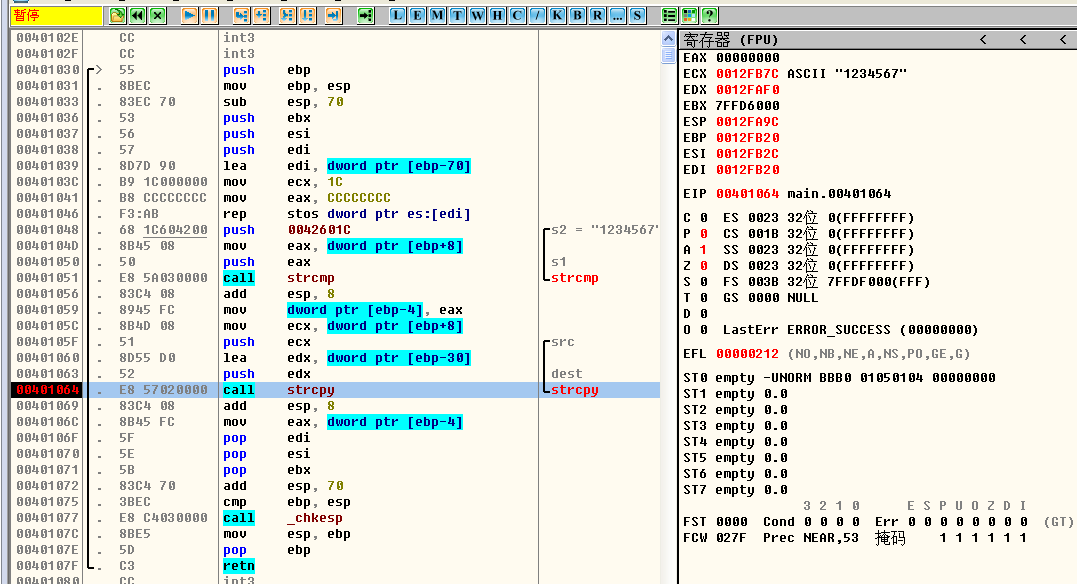 暂停
L E M T W H C / K B R ... S ?
0040102E CC int3
0040102F CC int3
00401030 > 55 push ebp
00401031 . 8BEC mov ebp, esp
00401033 . 83EC 70 sub esp, 70
00401036 . 53 push ebx
00401037 . 56 push esi
00401038 . 57 push edi
00401039 . 8D7D 90 lea edi, dword ptr [ebp-70]
0040103C . B9 1C000000 mov ecx, 1C
00401041 . B8 CCCCCCCC mov eax, CCCCCCCC
00401046 . F3:AB rep stos dword ptr es:[edi]
00401048 . 68 1C604200 push 0042601C s2 = "1234567"
0040104D . 8B45 08 mov eax, dword ptr [ebp+8]
00401050 . 50 push eax s1
00401051 . E8 5A030000 call strcmp strcmp
00401056 . 83C4 08 add esp, 8
00401059 . 8945 FC mov dword ptr [ebp-4], eax
0040105C . 8B4D 08 mov ecx, dword ptr [ebp+8]
0040105F . 51 push ecx src
00401060 . 8D55 D0 lea edx, dword ptr [ebp-30]
00401063 . 52 push edx dest
00401064 . E8 57020000 call strcpy strcpy
00401069 . 83C4 08 add esp, 8
0040106C . 8B45 FC mov eax, dword ptr [ebp-4]
0040106F . 5F pop edi
00401070 . 5E pop esi
00401071 . 5B pop ebx
00401072 . 83C4 70 add esp, 70
00401075 . 3BEC cmp ebp, esp
00401077 . E8 C4030000 call _chkesp
0040107C . 8BE5 mov esp, ebp
0040107E . 5D pop ebp
0040107F . C3 retn
00401080 CC int3
寄存器 (FPU) < < <
EAX 00000000
ECX 0012FB7C ASCII "1234567"
EDX 0012FAF0
EBX 7FFD6000
ESP 0012FA9C
EBP 0012FB20
ESI 0012FB2C
EDI 0012FB20
EIP 00401064 main.00401064
C 0 ES 0023 32位 0(FFFFFFFF)
P 0 CS 001B 32位 0(FFFFFFFF)
A 1 SS 0023 32位 0(FFFFFFFF)
Z 0 DS 0023 32位 0(FFFFFFFF)
S 0 FS 003B 32位 7FFDF000(FFF)
T 0 GS 0000 NULL
D 0
O 0 LastErr ERROR_SUCCESS (00000000)
EFL 00000212 (NO,NB,NE,A,NS,PO,GE,G)
ST0 empty -UNORM BBB0 01050104 00000000
ST1 empty 0.0
ST2 empty 0.0
ST3 empty 0.0
ST4 empty 0.0
ST5 empty 0.0
ST6 empty 0.0
ST7 empty 0.0
3 2 1 0 E S P U O Z D I
FST 0000 Cond 0 0 0 0 Err 0 0 0 0 0 0 0 0 (GT)
FCW 027F Prec NEAR,53 掩码 1 1 1 1 1 1